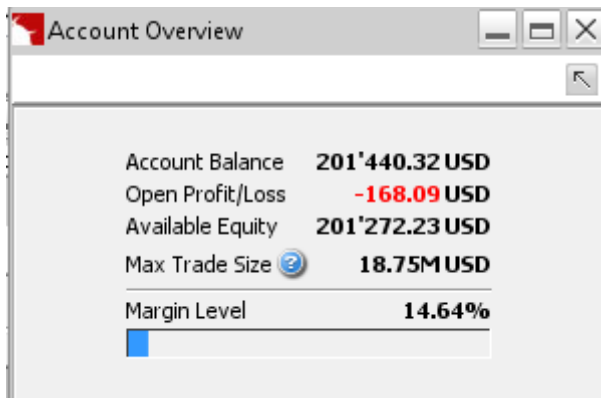 Account Overview
Account Balance 201'440.32 USD
Open Profit/Loss -168.09 USD
Available Equity 201'272.23 USD
Max Trade Size ? 18.75M USD
Margin Level 14.64%